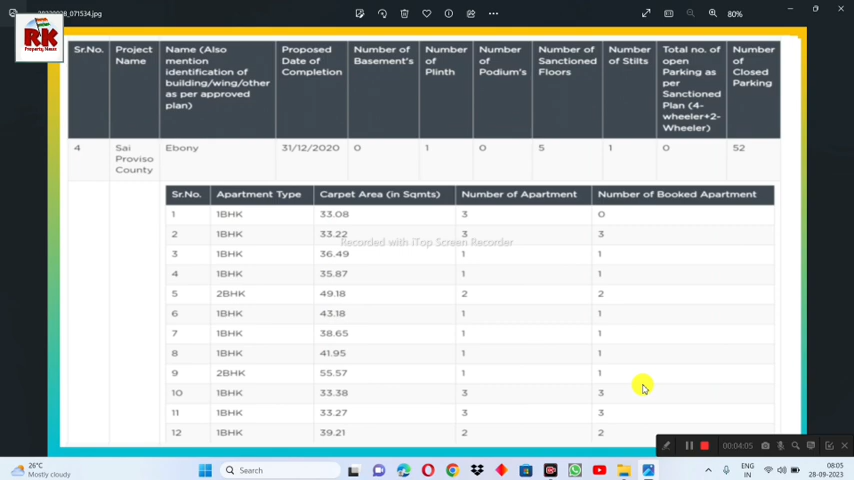 20220928_071534.jpg
80%
RK
Property News
Sr.No.
Project Name
Name (Also mention identification of building/wing/other as per approved plan)
Proposed Date of Completion
Number of Basement's
Number of Plinth
Number of Podium's
Number of Sanctioned Floors
Number of Stilts
Total no. of open Parking as per Sanctioned Plan (4-wheeler+2-Wheeler)
Number of Closed Parking
4 Sai Proviso County Ebony 31/12/2020 0 1 0 5 1 0 52
Sr.No. Apartment Type Carpet Area (in Sqmts) Number of Apartment Number of Booked Apartment
1 1BHK 33.08 3 0
2 1BHK 33.22 3 3
Recorded with iTop Screen Recorder
3 1BHK 36.49 1 1
4 1BHK 35.87 1 1
5 2BHK 49.18 2 2
6 1BHK 43.18 1 1
7 1BHK 38.65 1 1
8 1BHK 41.95 1 1
9 2BHK 55.57 1 1
10 1BHK 33.38 3 3
11 1BHK 33.27 3 3
12 1BHK 39.21 2 2
00:04:05
26°C
Mostly cloudy
Search
ENG
IN
08:05
28-09-2023